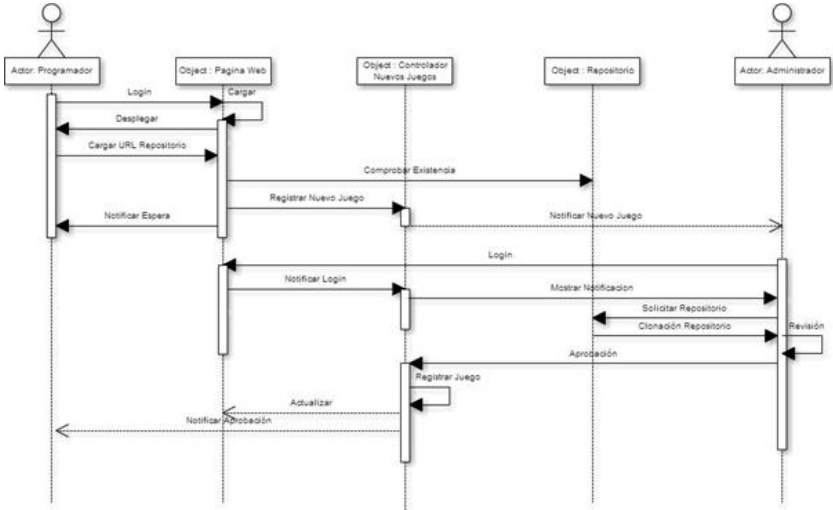 Actor: Programador
Object : Pagina Web
Object : Controlador
Nuevos Juegos
Object : Repositorio
Actor: Administrador
Login
Cargar
Desplegar
Cargar URL Repositorio
Comprobar Existencia
Registrar Nuevo Juego
Notificar Espera
Notificar Nuevo Juego
Login
Notificar Login
Mostrar Notificacion
Solicitar Repositorio
Clonación Repositorio
Revisión
Aprobación
Registrar Juego
Actualizar
Notificar Aprobación